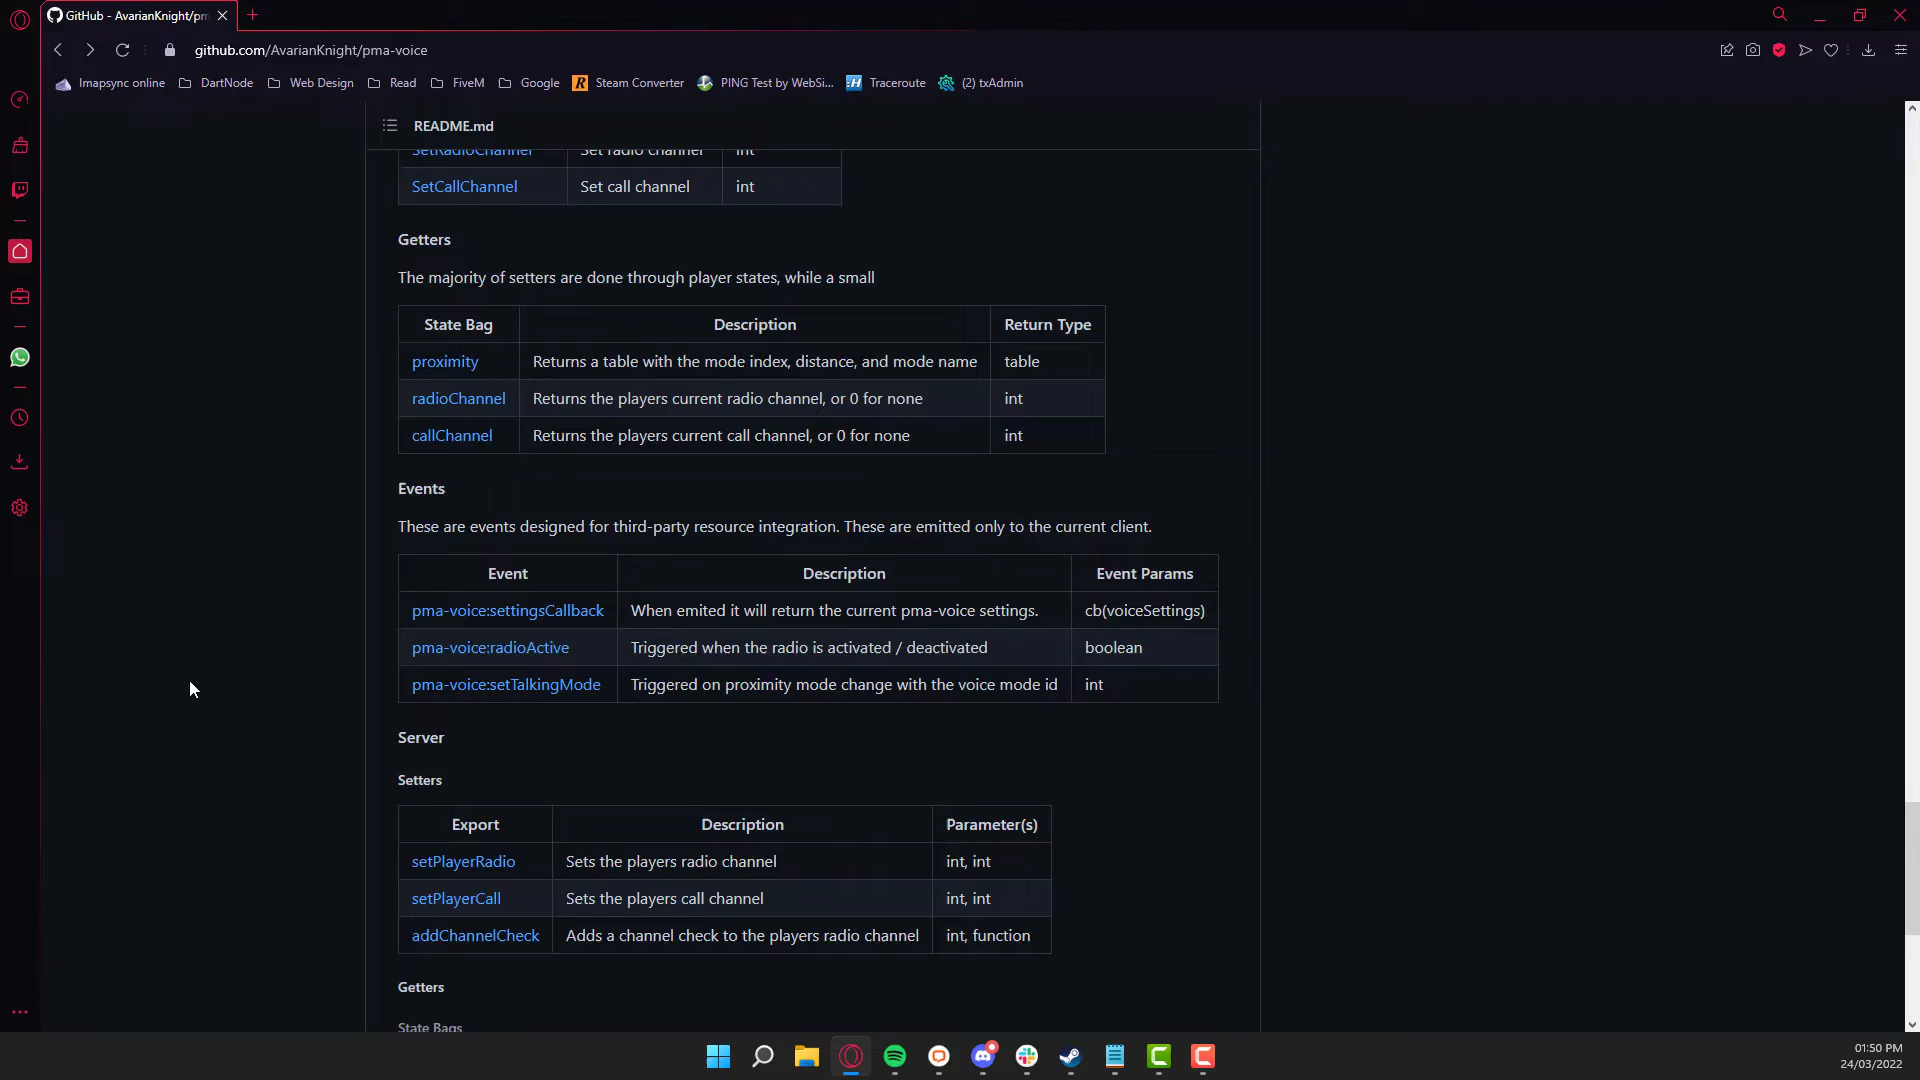 GitHub - AvarianKnight/pm
github.com/AvarianKnight/pma-voice
Imapsync online DartNode Web Design Read FiveM Google Steam Converter PING Test by WebSi... Traceroute (2) txAdmin
README.md
SetRadioChannel Set radio channel int
SetCallChannel Set call channel int
Getters
The majority of setters are done through player states, while a small
State Bag Description Return Type
proximity Returns a table with the mode index, distance, and mode name table
radioChannel Returns the players current radio channel, or 0 for none int
callChannel Returns the players current call channel, or 0 for none int
Events
These are events designed for third-party resource integration. These are emitted only to the current client.
Event Description Event Params
pma-voice:settingsCallback When emited it will return the current pma-voice settings. cb(voiceSettings)
pma-voice:radioActive Triggered when the radio is activated / deactivated boolean
pma-voice:setTalkingMode Triggered on proximity mode change with the voice mode id int
Server
Setters
Export Description Parameter(s)
setPlayerRadio Sets the players radio channel int, int
setPlayerCall Sets the players call channel int, int
addChannelCheck Adds a channel check to the players radio channel int, function
Getters
State Bags
01:50 PM
24/03/2022